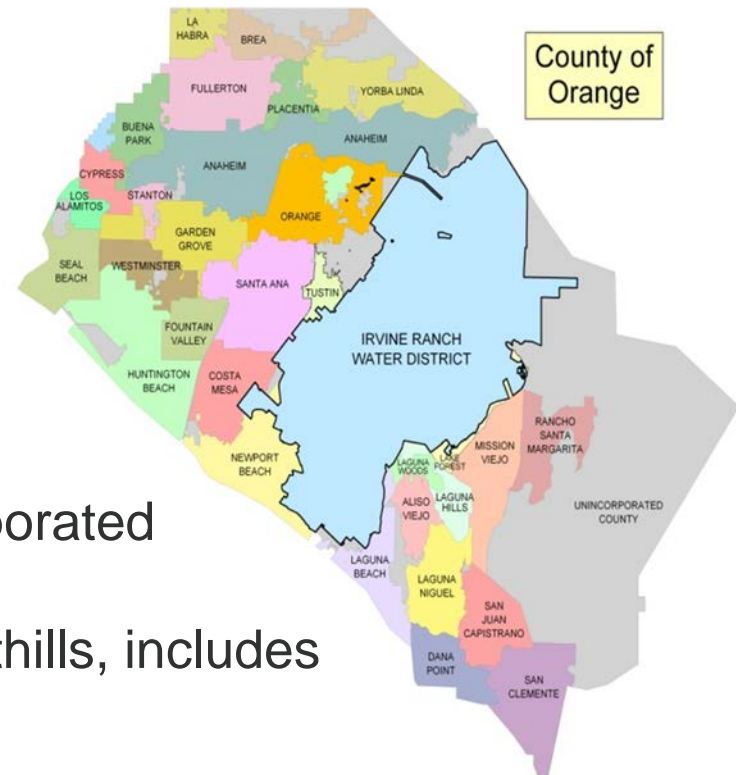 LA
HABRA
BREA
County of
Orange
FULLERTON
PLACENTIA
YORBA LINDA
BUENA
PARK
ANAHEIM
ANAHEIM
CYPRESS
LOS
ALAMITOS
STANTON
ORANGE
GARDEN
GROVE
SEAL
BEACH
WESTMINSTER
SANTA ANA
TUSTIN
FOUNTAIN
VALLEY
IRVINE RANCH
WATER DISTRICT
HUNTINGTON
BEACH
COSTA
MESA
NEWPORT
BEACH
LAGUNA
WOODS
LAKE
FOREST
MISSION
VIEJO
RANCHO
SANTA
MARGARITA
ALISO
VIEJO
LAGUNA
HILLS
UNINCORPORATED
COUNTY
orated
LAGUNA
BEACH
LAGUNA
NIGUEL
SAN
JUAN
CAPISTRANO
thills, includes
DANA
POINT
SAN
CLEMENTE